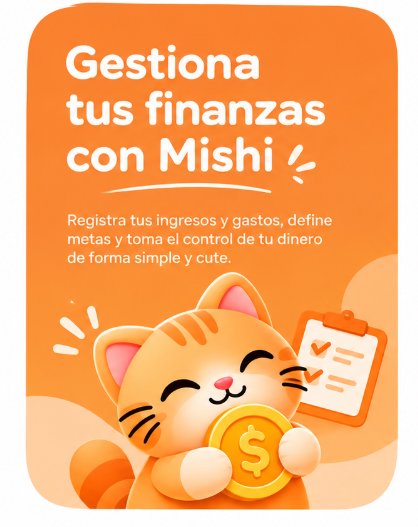 Gestiona
tus finanzas
con Mishi
Registra tus ingresos y gastos, define
metas y toma el control de tu dinero
de forma simple y cute.
$